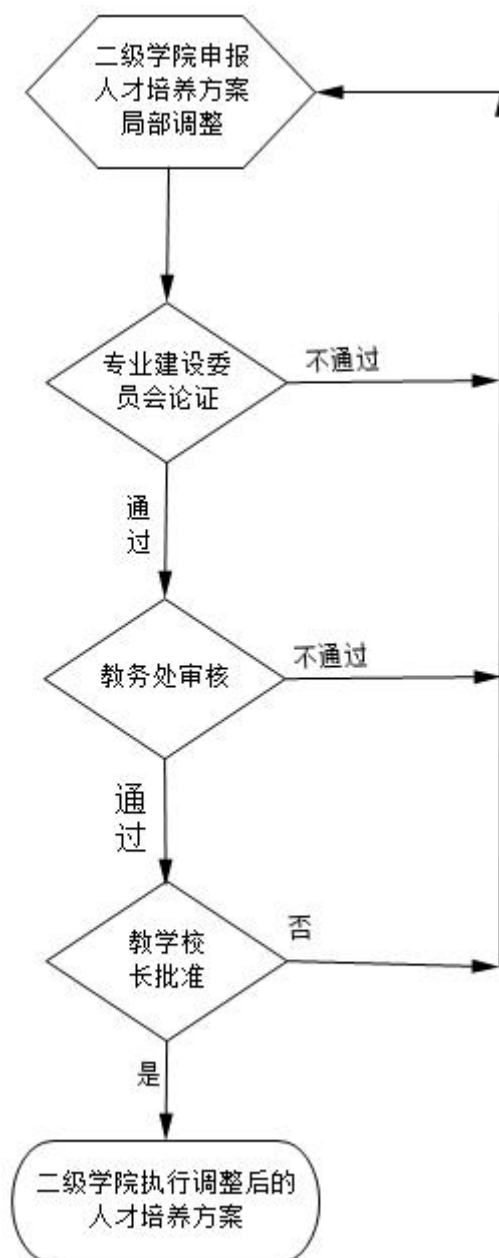 二级学院申报
人才培养方案
局部调整
专业建设委
员会论证
不通过
通
过
教务处审核
不通过
通
过
教学校
长批准
否
是
二级学院执行调整后的
人才培养方案